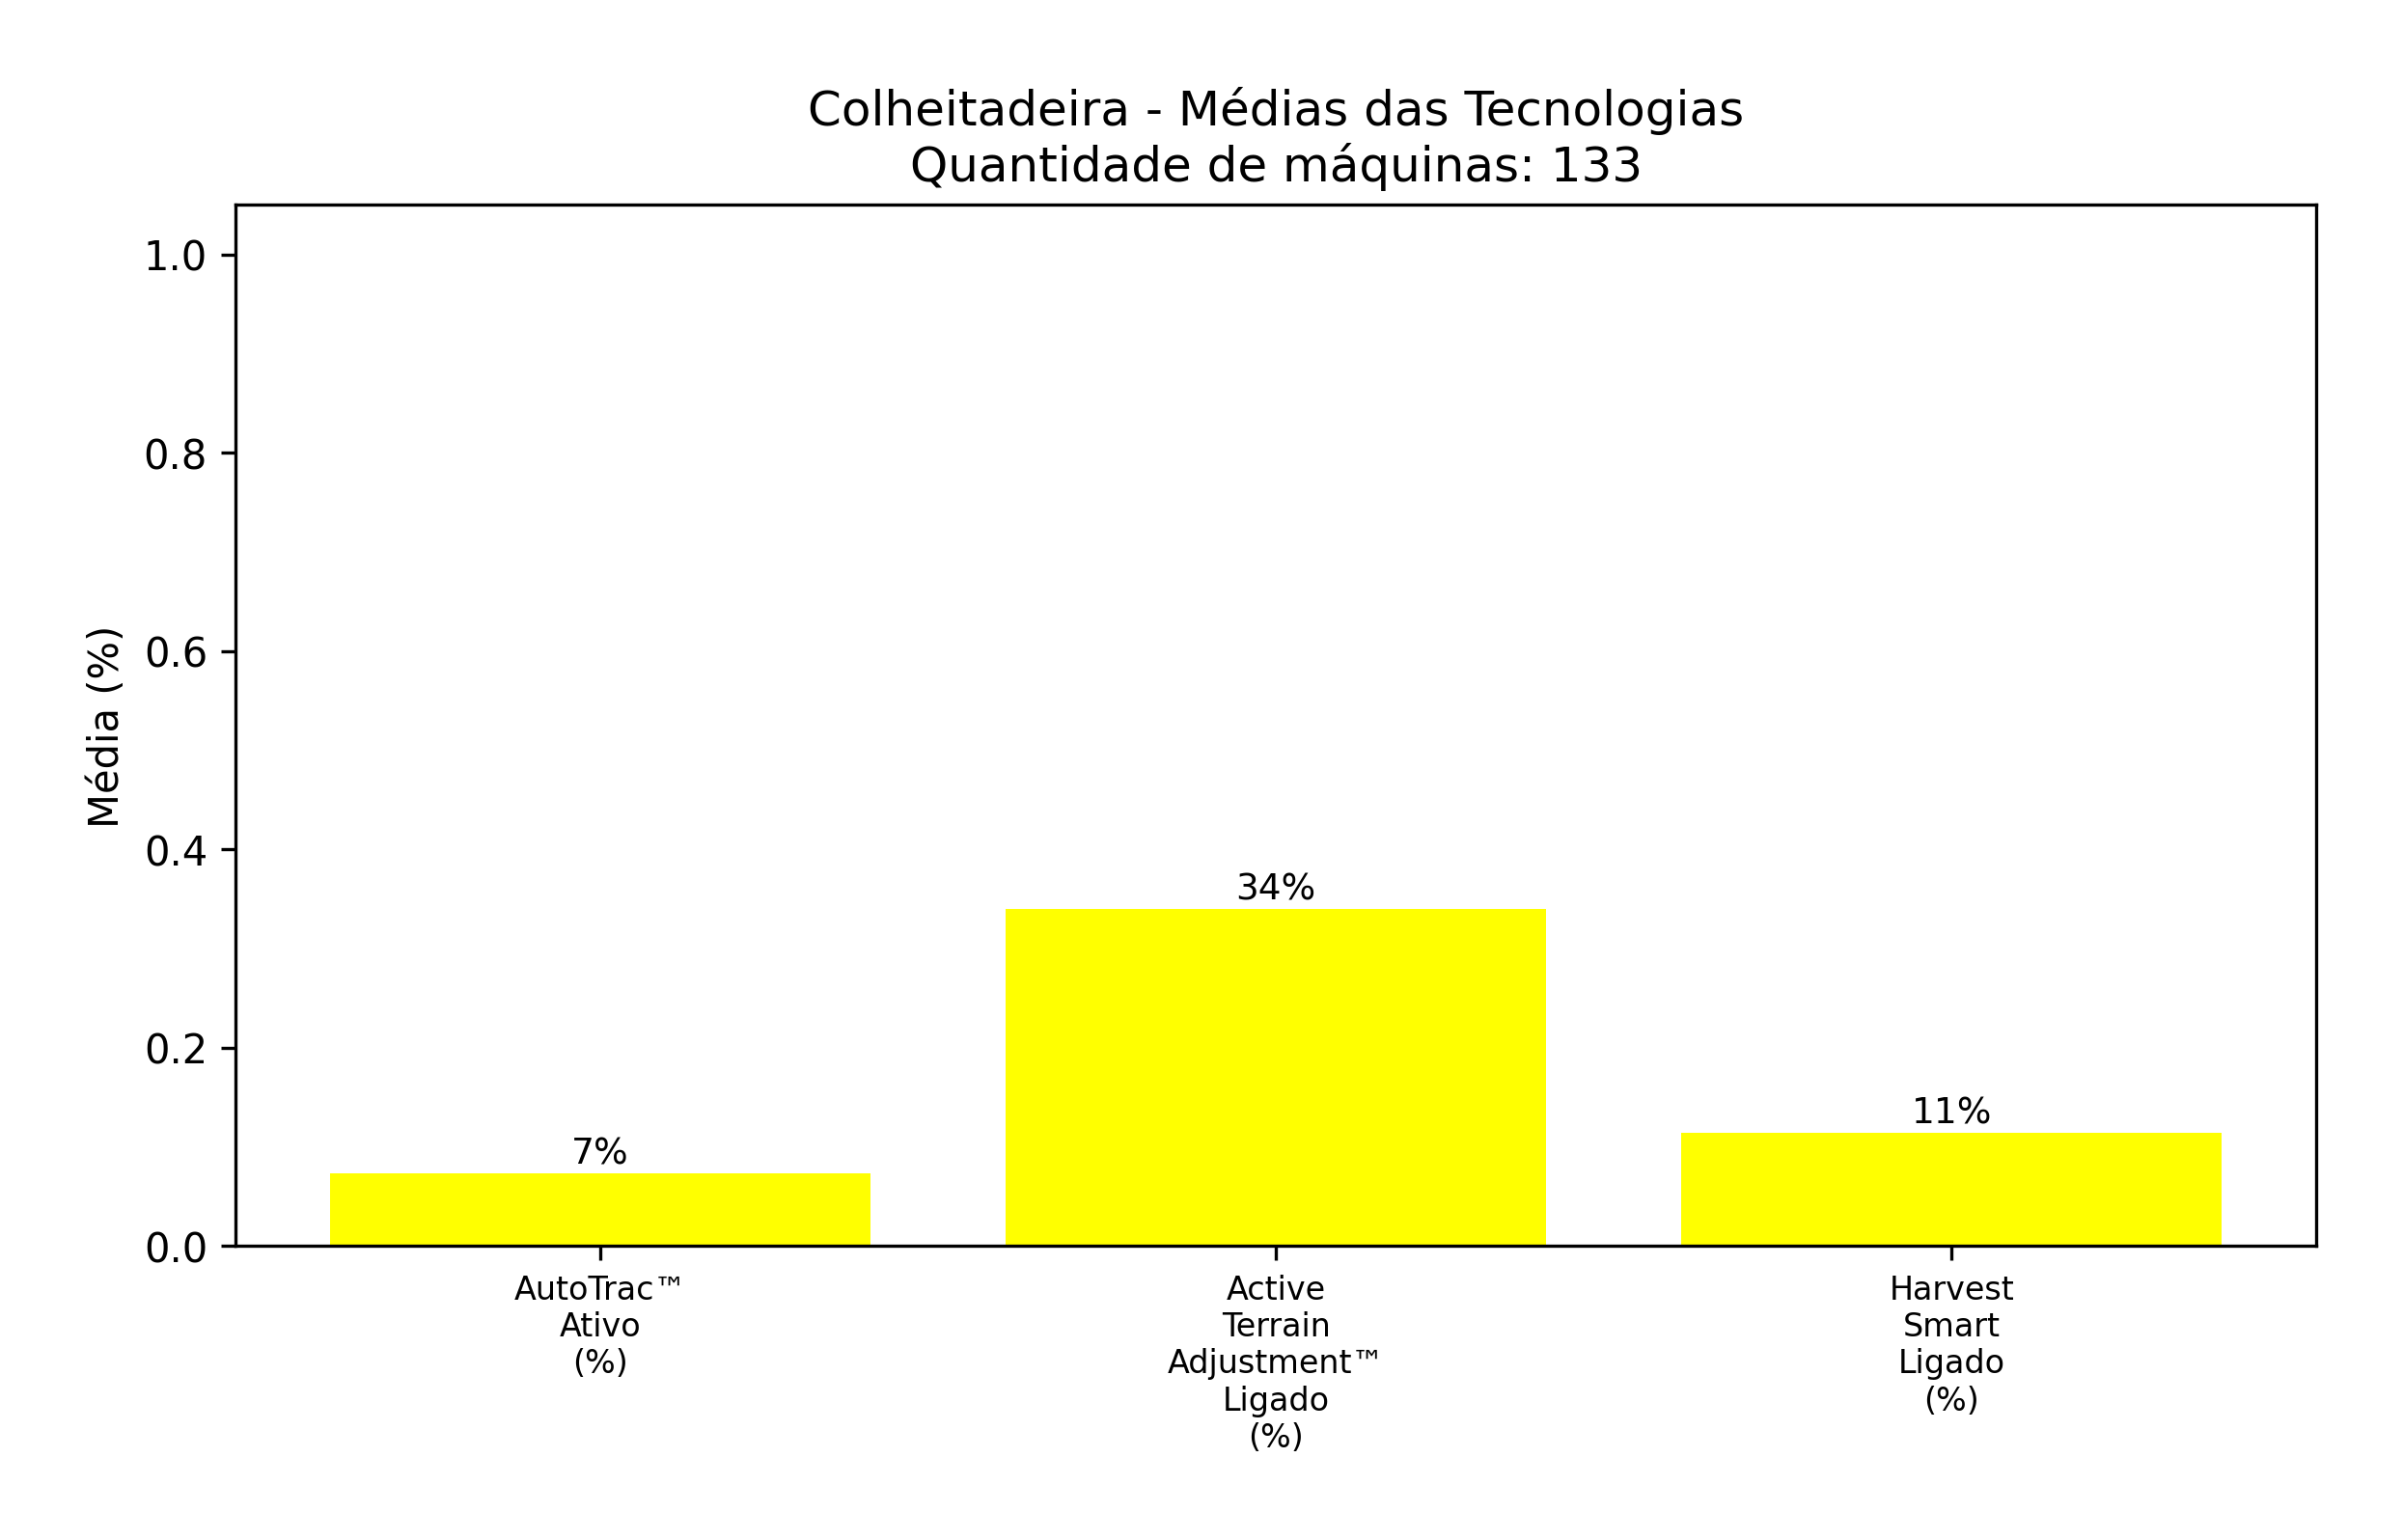 Colheitadeira - Médias das Tecnologias
Quantidade de máquinas: 133
Média (%)
1.0
0.8
0.6
0.4
0.2
0.0
7%
34%
11%
AutoTrac™
Ativo
(%)
Active
Terrain
Adjustment™
Ligado
(%)
Harvest
Smart
Ligado
(%)